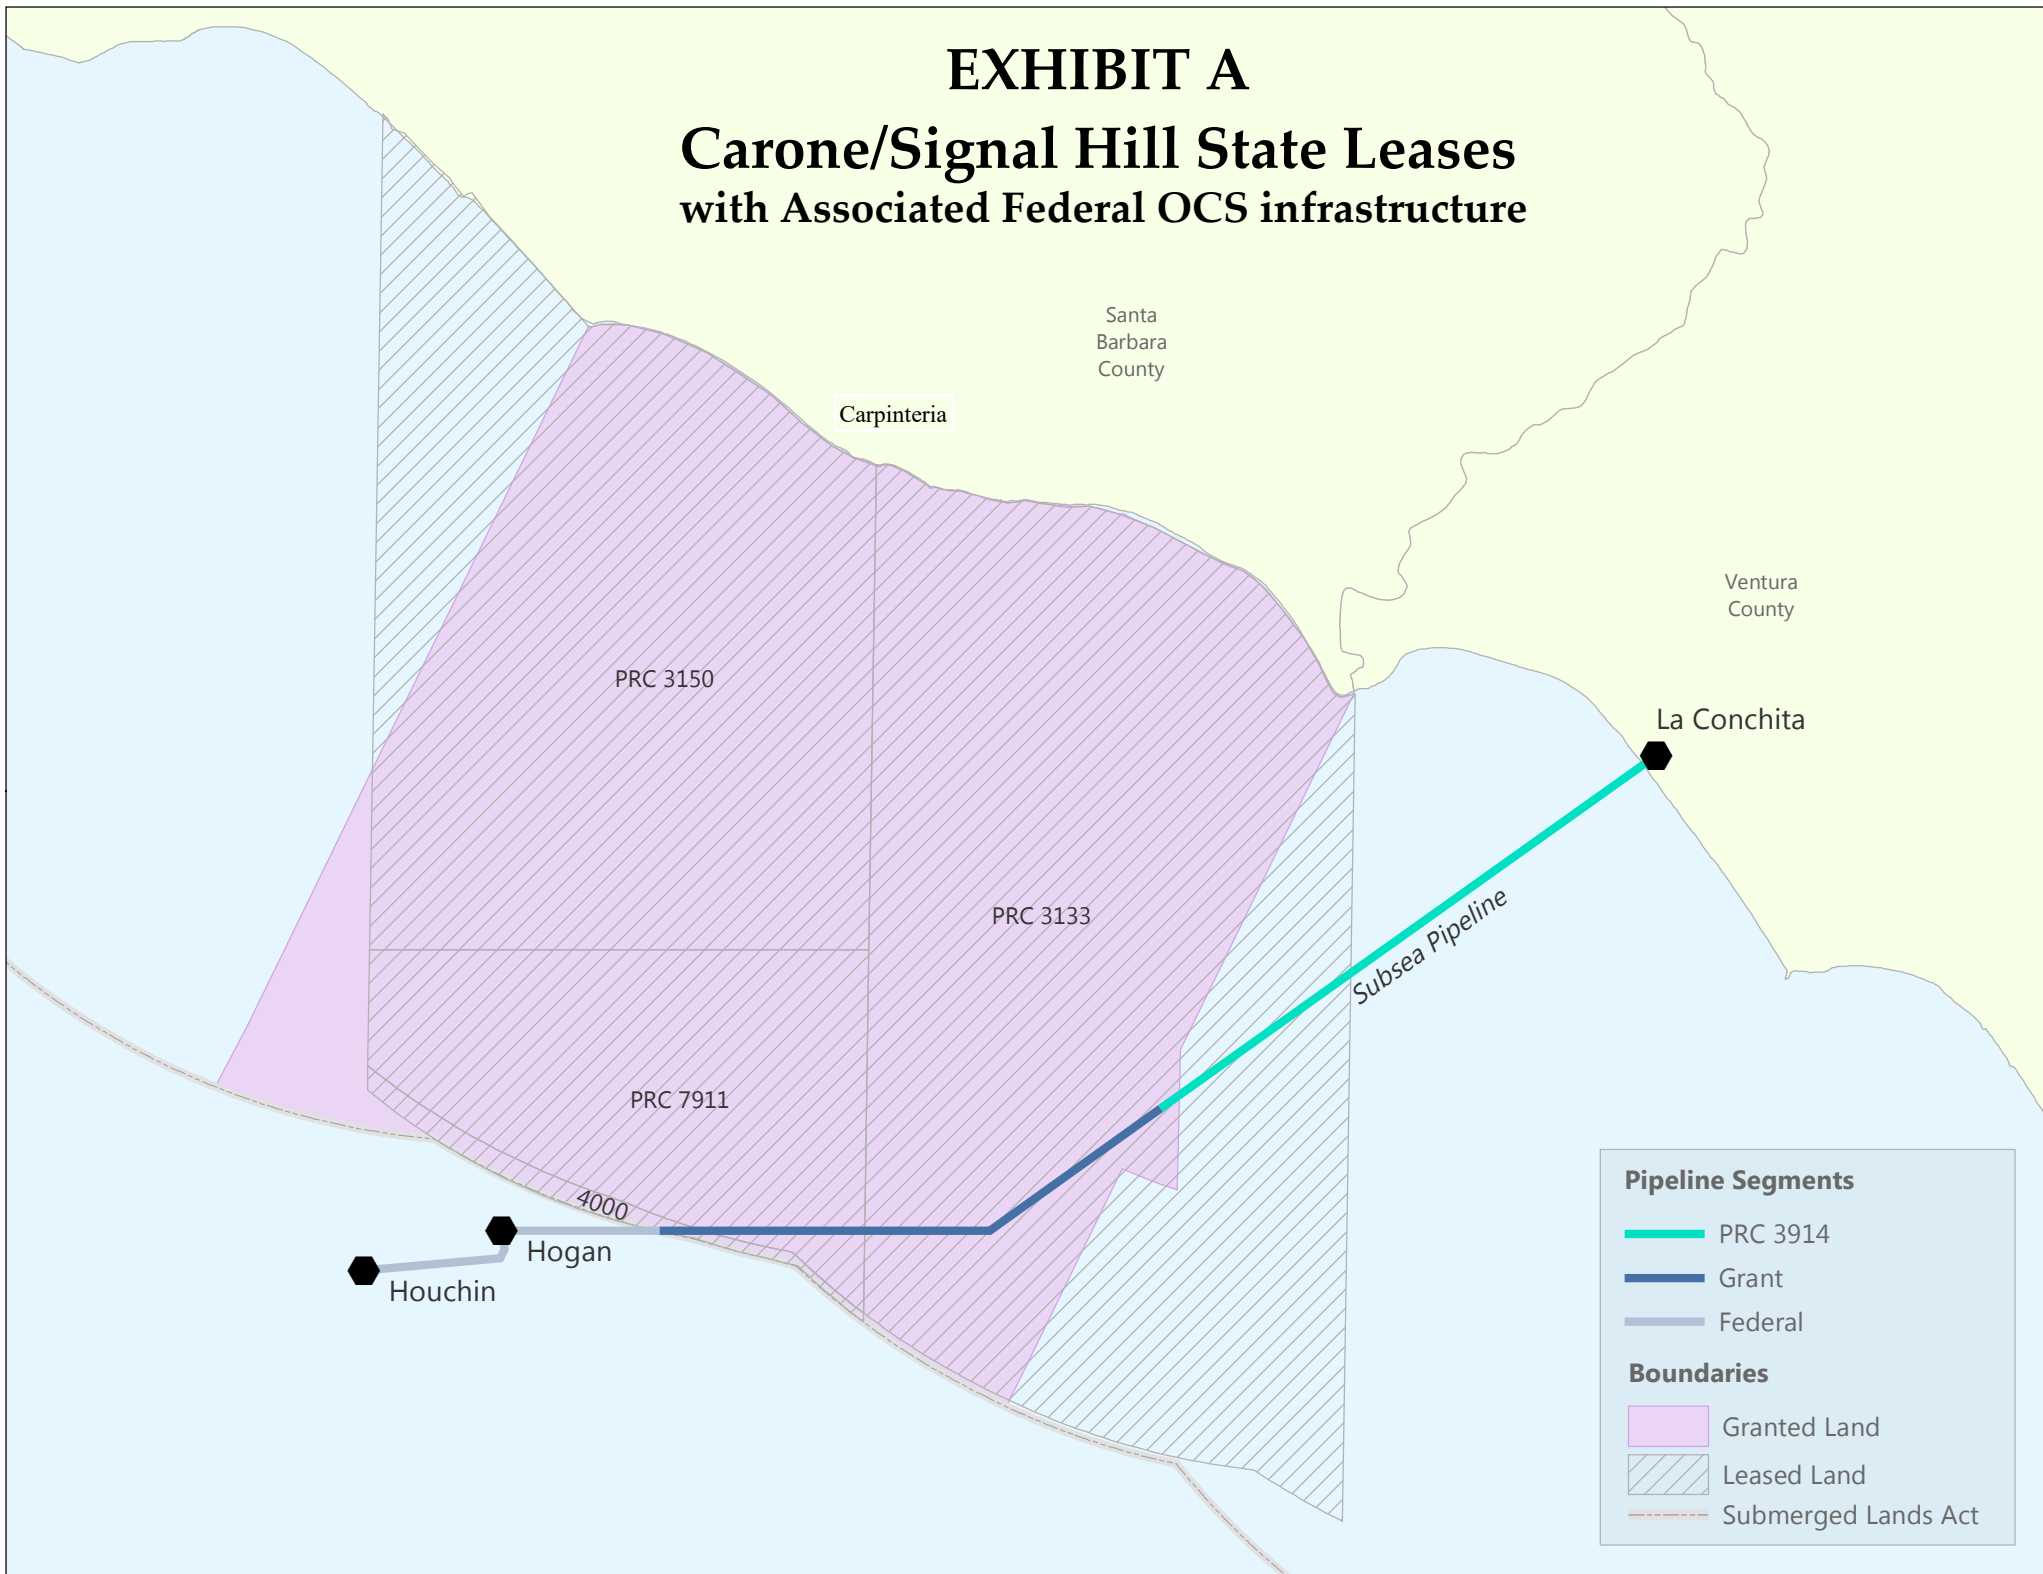 EXHIBIT A
Carone/Signal Hill State Leases
with Associated Federal OCS infrastructure
Santa
Barbara
County
Carpinteria
Ventura
County
PRC 3150
La Conchita
PRC 3133
Subsea Pipeline
PRC 7911
4000
Hogan
Houchin
Pipeline Segments
PRC 3914
Grant
Federal
Boundaries
Granted Land
Leased Land
Submerged Lands Act